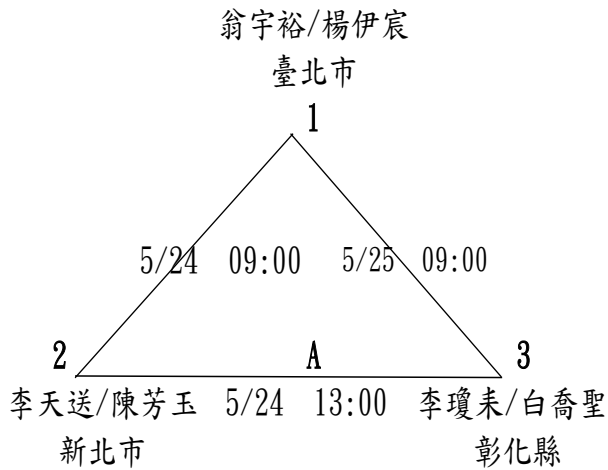 翁宇裕/楊伊宸
臺北市
1
5/24 09:00 5/25 09:00
2 A 3
李天送/陳芳玉 5/24 13:00 李瓊耒/白喬聖
新北市 彰化縣